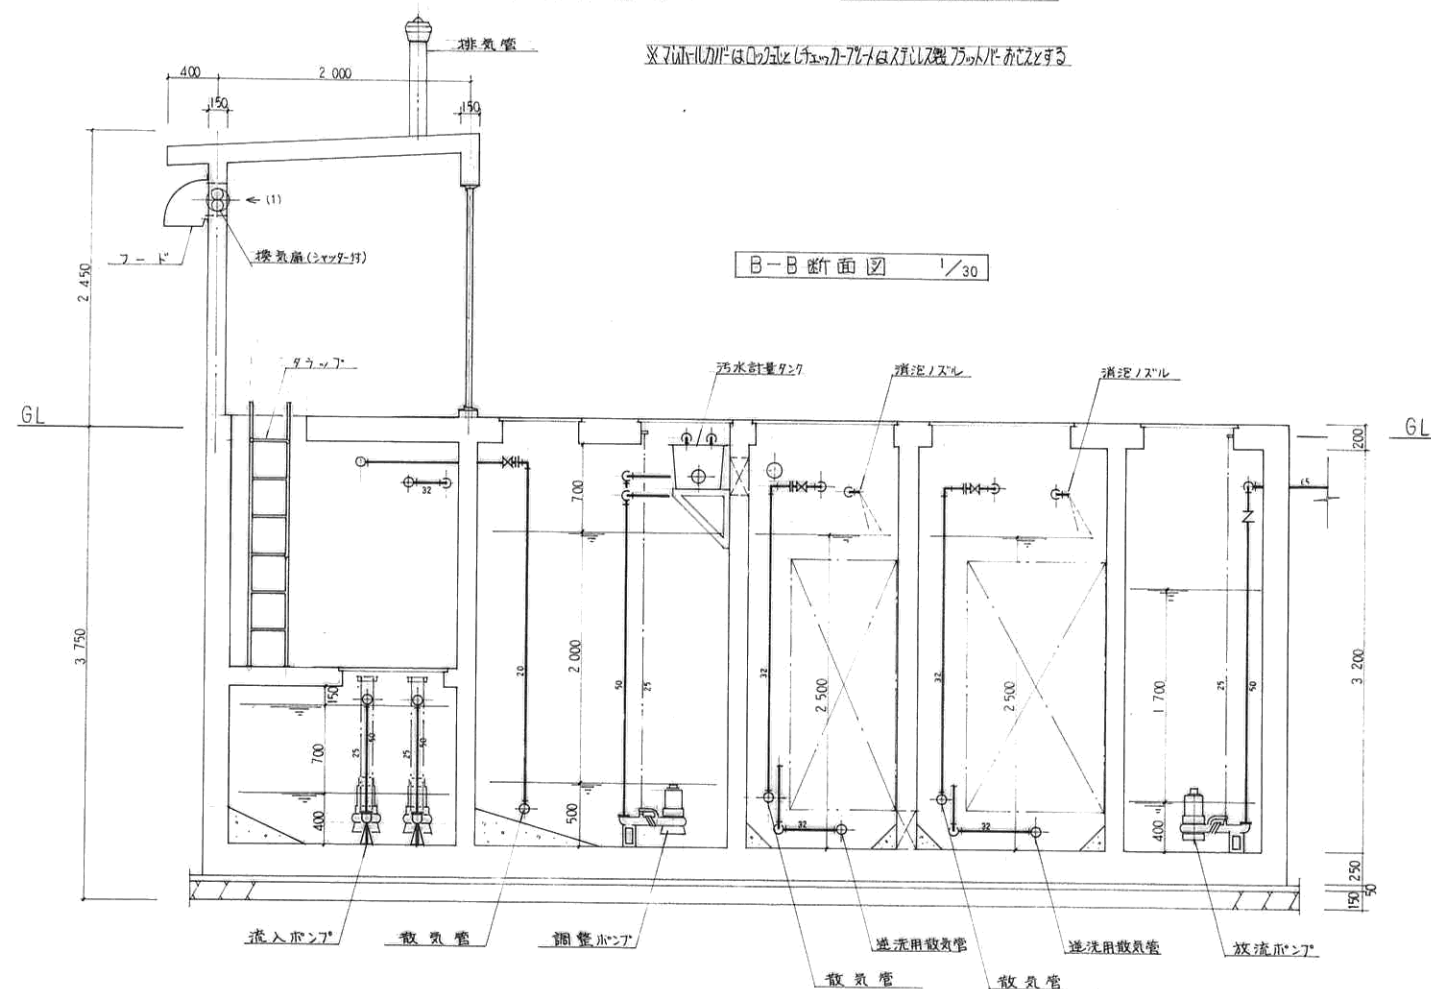 排気管
※マンホールカバーはロック式としチェッカープレートはステンレス製フラットバーおさえとする
400
2 000
150
150
(1)
フード
換気扇(シャッター付)
2 450
B-B 断面図 1/30
タラップ
汚水計量タンク
消泡ノズル
消泡ノズル
GL
GL
200
32
700
65
3 750
20
2 000
50
25
32
2 500
32
2 500
1 700
25
50
3 200
150
700
25
50
25
50
400
500
32
32
400
250
50
150
流入ポンプ
散気管
調整ポンプ
逆洗用散気管
逆洗用散気管
放流ポンプ
散気管
散気管